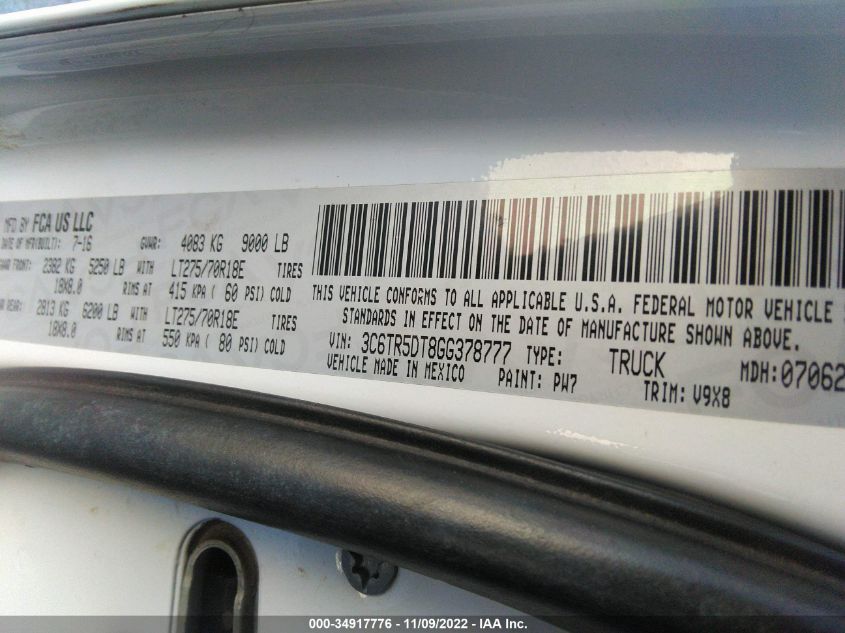 MFD BY FCA US LLC
DATE OF MFR(BUILT): 7-16 GVWR: 4083 KG 9000 LB
GAWR FRONT: 2382 KG 5250 LB WITH LT275/70R18E TIRES
18X8.0 RIMS AT 415 KPA ( 60 PSI) COLD
REAR: 2813 KG 6200 LB WITH LT275/70R18E TIRES
18X8.0 RIMS AT 550 KPA ( 80 PSI) COLD
THIS VEHICLE CONFORMS TO ALL APPLICABLE U.S.A. FEDERAL MOTOR VEHICLE
STANDARDS IN EFFECT ON THE DATE OF MANUFACTURE SHOWN ABOVE.
VIN: 3C6TR5DT8GG378777 TYPE: TRUCK MDH:07062
VEHICLE MADE IN MEXICO PAINT: PW7 TRIM: V9X8
000-34917776 - 11/09/2022 - IAA Inc.